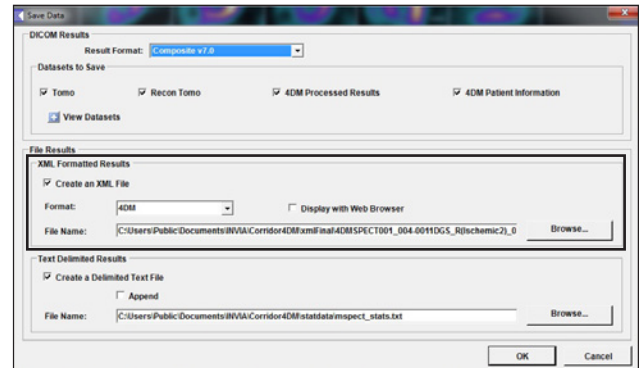 Save Data
DICOM Results
Result Format: Composite v7.0
Datasets to Save
Tomo Recon Tomo 4DM Processed Results 4DM Patient Information
View Datasets
File Results
XML Formatted Results
Create an XML File
Format: 4DM Display with Web Browser
File Name: C:\Users\Public\Documents\INVIA\Corridor4DM\xmlFinal\4DMSPECT001_004-0011DGS_R(Ischemic2)_0 Browse...
Text Delimited Results
Create a Delimited Text File
Append
File Name: C:\Users\Public\Documents\INVIA\Corridor4DM\statdata\mspect_stats.txt Browse...
OK Cancel